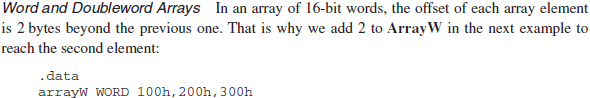 Word and Doubleword Arrays In an array of 16-bit words, the offset of each array element
is 2 bytes beyond the previous one. That is why we add 2 to ArrayW in the next example to
reach the second element:
.data
arrayW WORD 100h,200h,300h